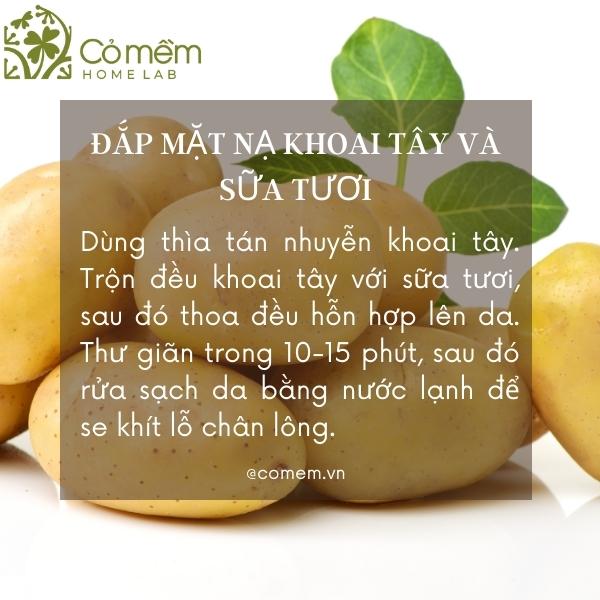 Cỏ mềm
HOME LAB
ĐẮP MẶT NẠ KHOAI TÂY VÀ
SỮA TƯƠI
Dùng thìa tán nhuyễn khoai tây.
Trộn đều khoai tây với sữa tươi,
sau đó thoa đều hỗn hợp lên da.
Thư giãn trong 10-15 phút, sau đó
rửa sạch da bằng nước lạnh để
se khít lỗ chân lông.
@comem.vn